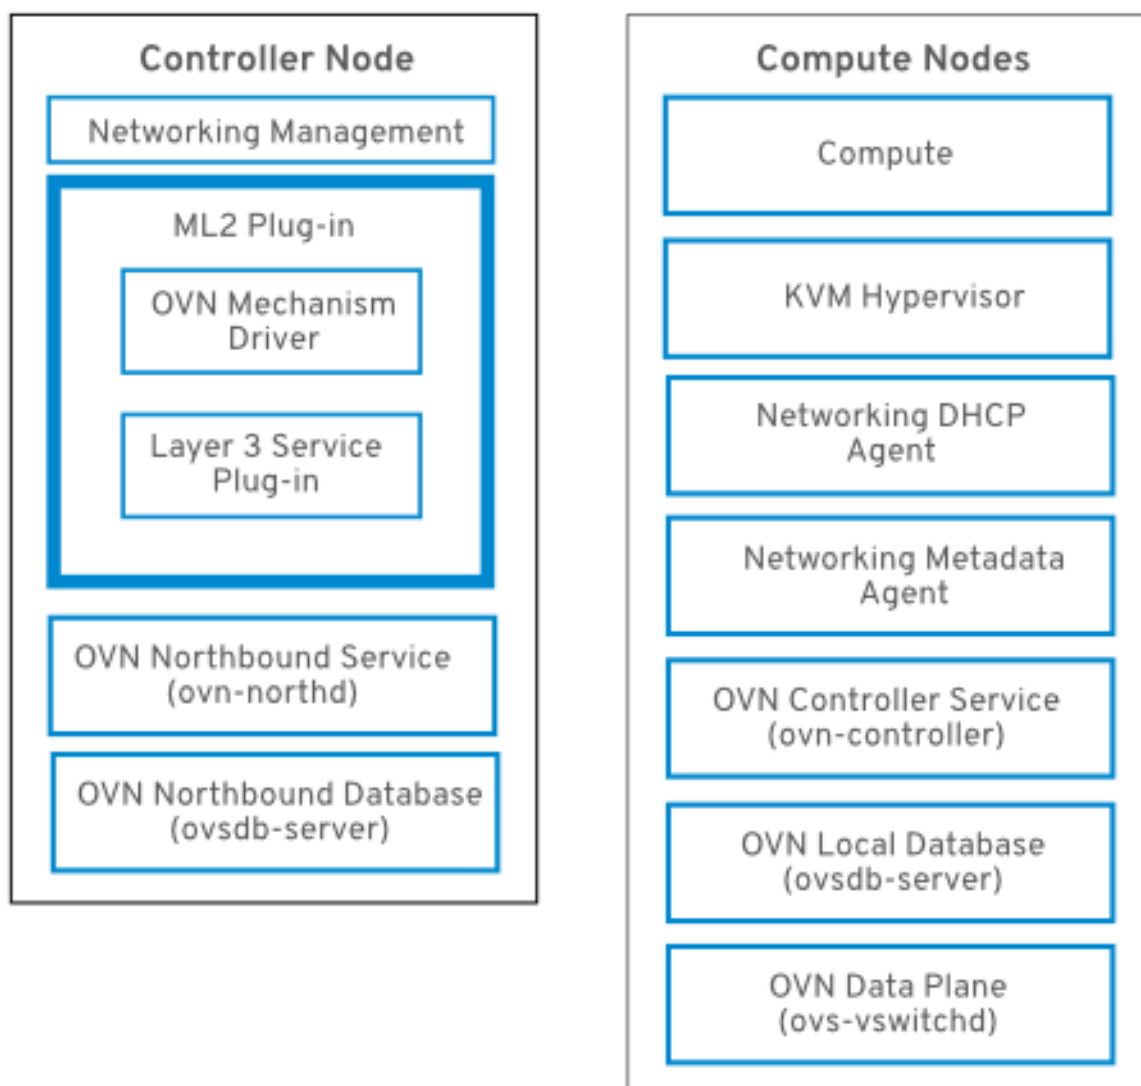 Controller Node
Networking Management
ML2 Plug-in
OVN Mechanism
Driver
Layer 3 Service
Plug-in
OVN Northbound Service
(ovn-northd)
OVN Northbound Database
(ovsdb-server)
Compute Nodes
Compute
KVM Hypervisor
Networking DHCP
Agent
Networking Metadata
Agent
OVN Controller Service
(ovn-controller)
OVN Local Database
(ovsdb-server)
OVN Data Plane
(ovs-vswitchd)